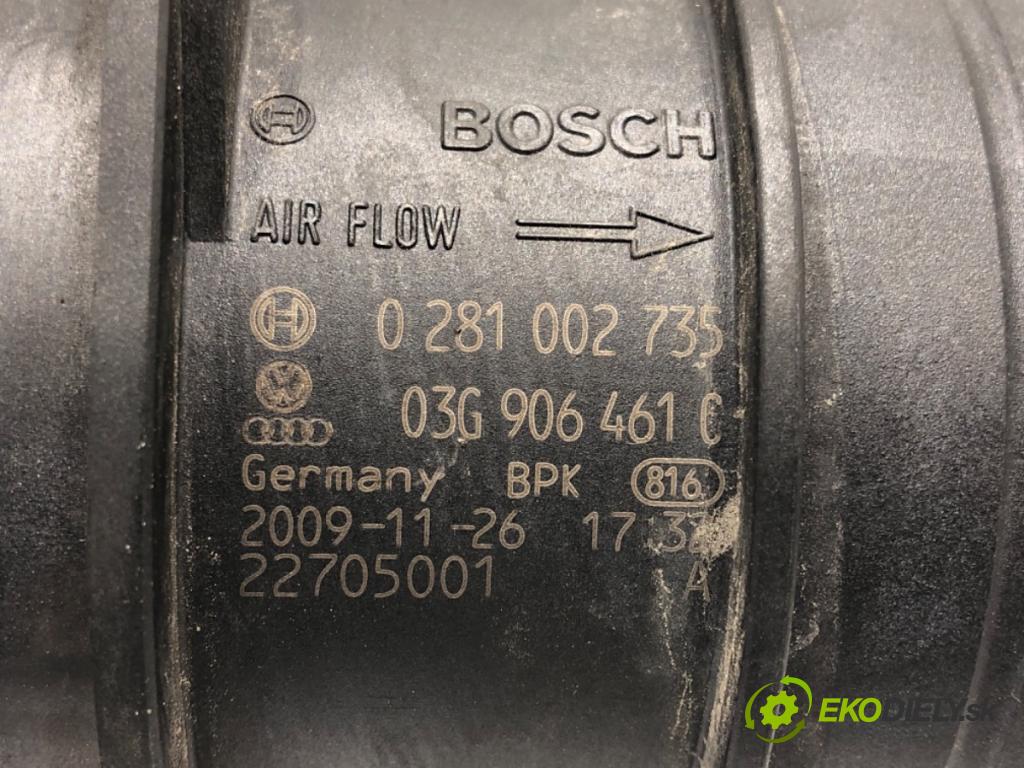 BOSCH
AIR FLOW
0 281 002 735
03G 906 461 C
Germany BPK 816
2009-11-26
22705001 A
EKODIELY.sk